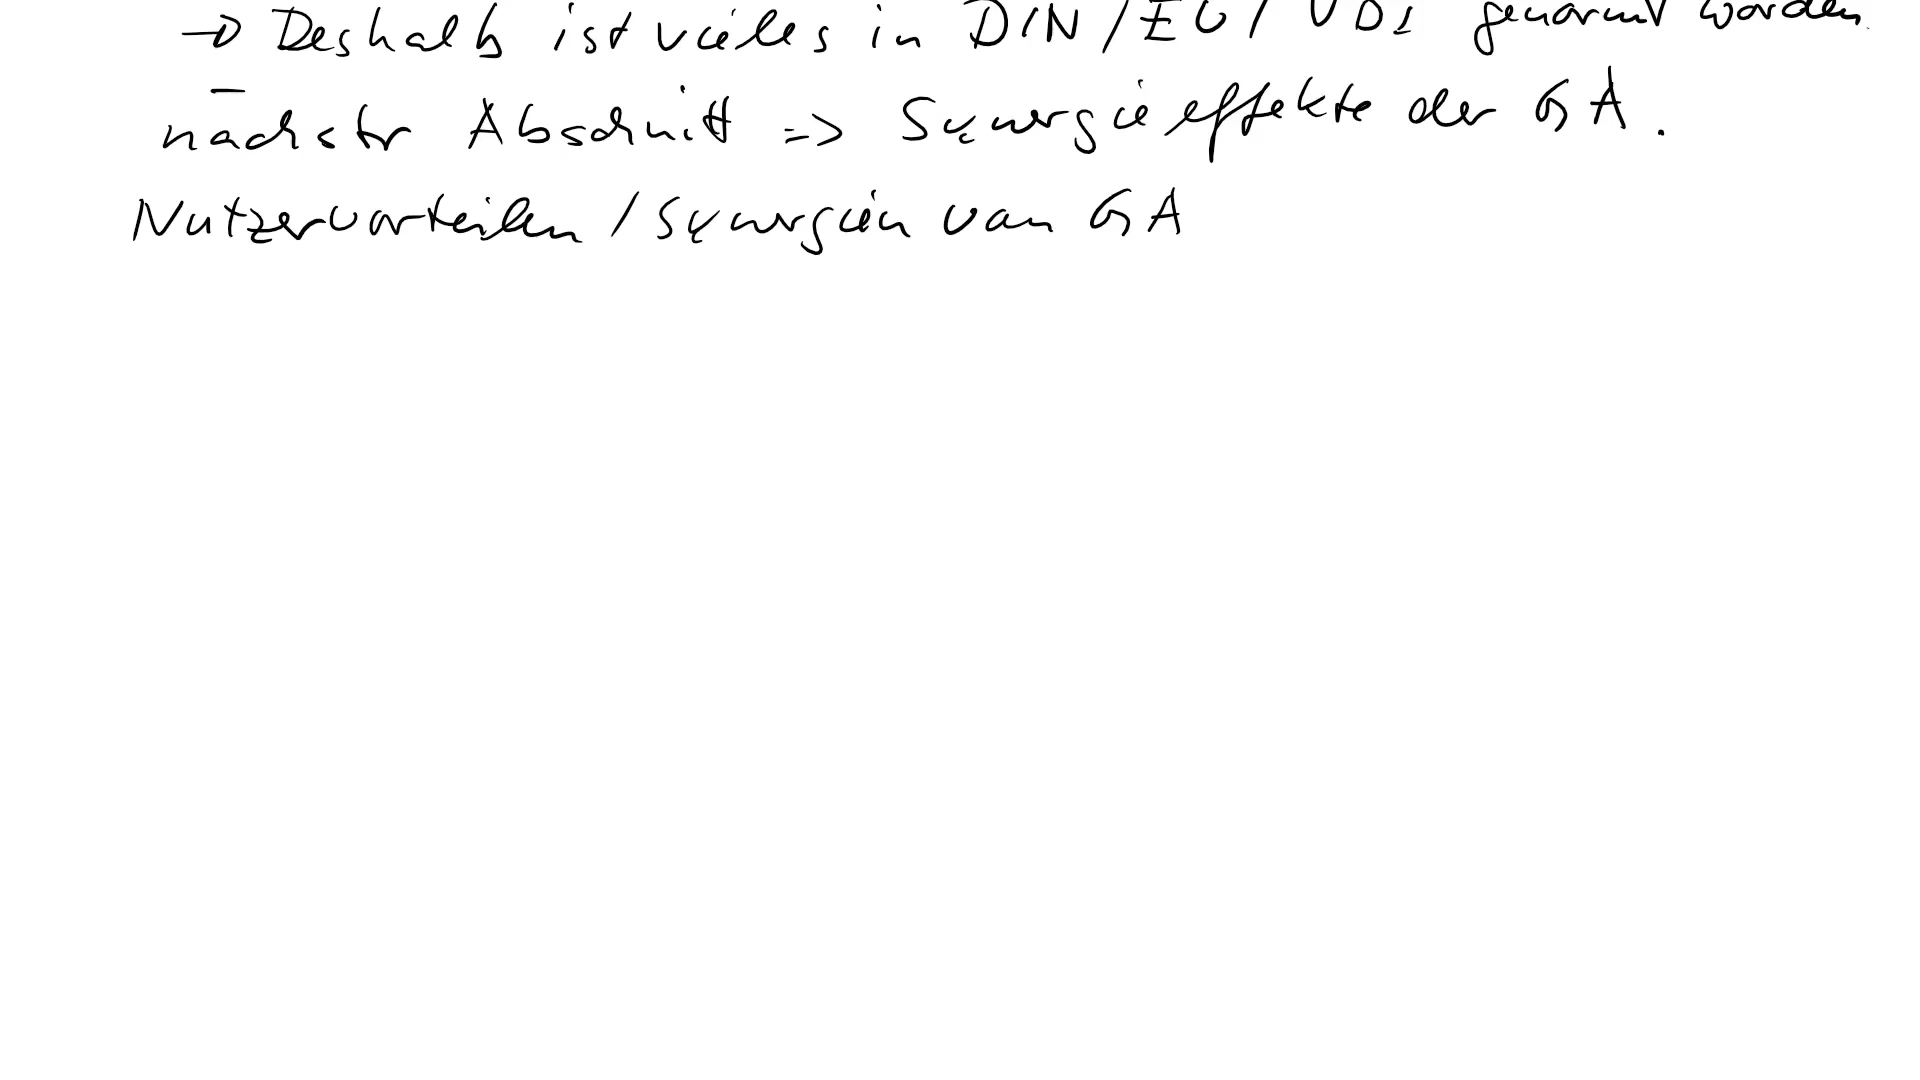 → Deshalb ist vieles in DIN / EU / VDI genormt worden.
nächster Abschnitt => Synergieeffekte der GA.
Nutzervorteilen / Synergien von GA